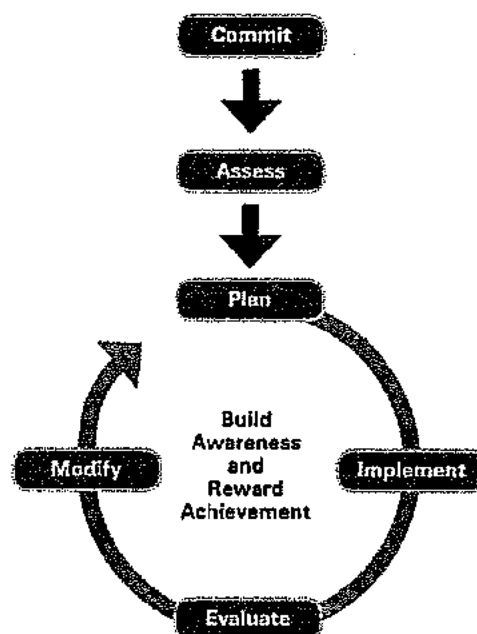 Commit
Assess
Plan
Build
Awareness
and
Reward
Achievement
Modify
Implement
Evaluate